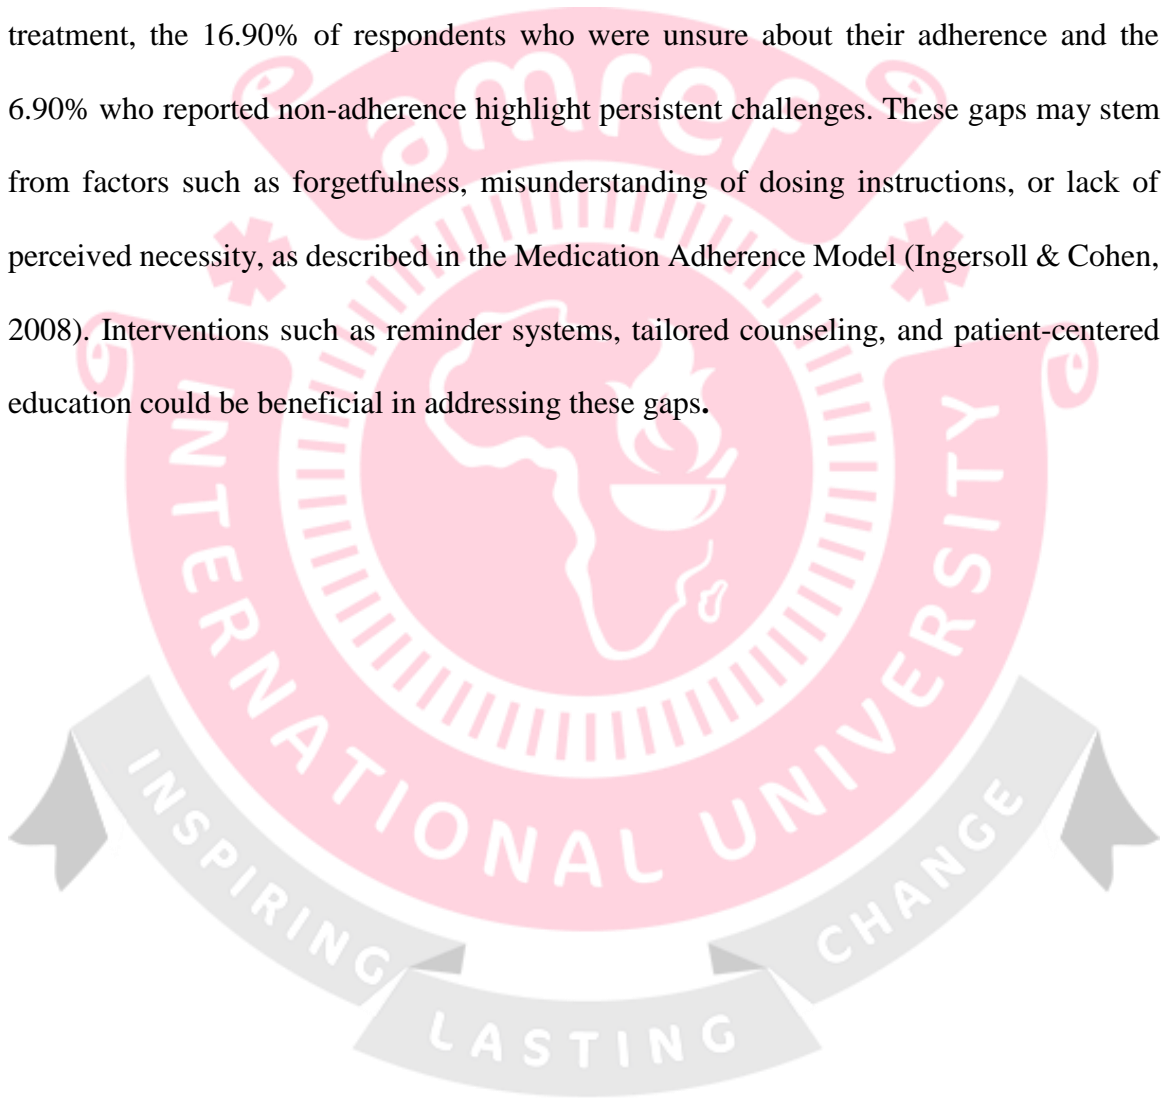 treatment, the 16.90% of respondents who were unsure about their adherence and the
6.90% who reported non-adherence highlight persistent challenges. These gaps may stem
from factors such as forgetfulness, misunderstanding of dosing instructions, or lack of
perceived necessity, as described in the Medication Adherence Model (Ingersoll & Cohen,
2008). Interventions such as reminder systems, tailored counseling, and patient-centered
education could be beneficial in addressing these gaps.
amref
INTERNATIONAL UNIVERSITY
INSPIRING
LASTING
CHANGE